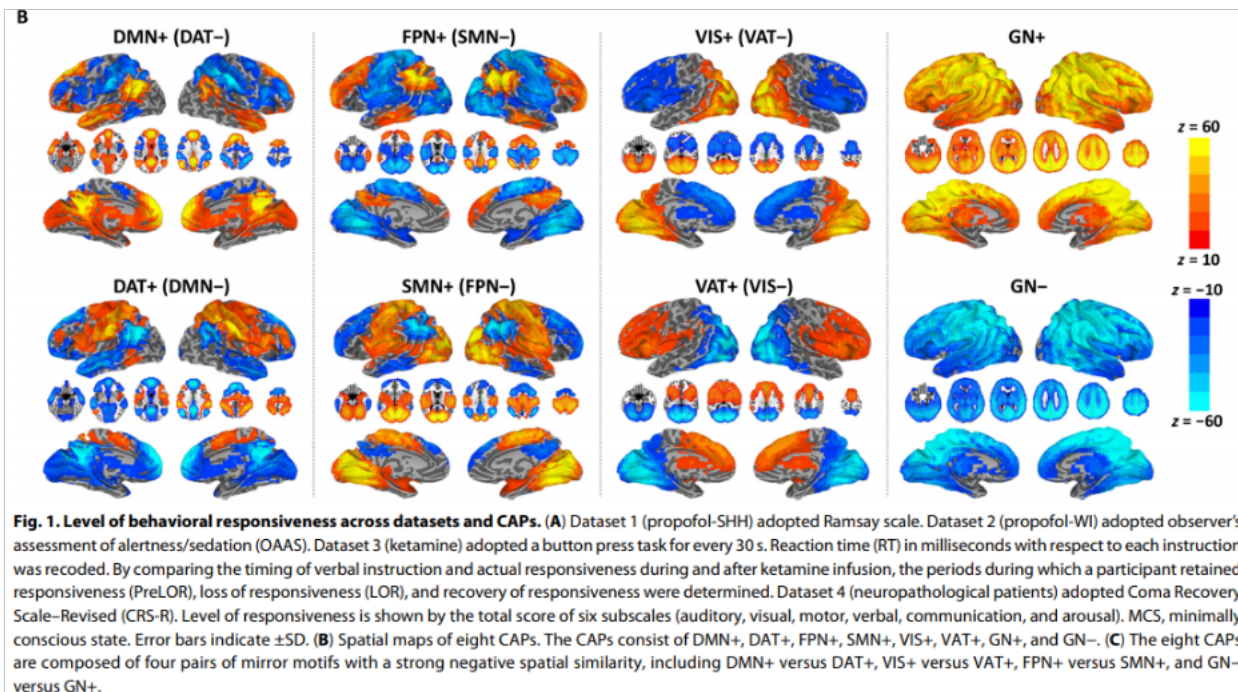 B
DMN+ (DAT−) FPN+ (SMN−) VIS+ (VAT−) GN+
z = 60
z = 10
DAT+ (DMN−) SMN+ (FPN−) VAT+ (VIS−) GN−
z = −10
z = −60
Fig. 1. Level of behavioral responsiveness across datasets and CAPs. (A) Dataset 1 (propofol-SHH) adopted Ramsay scale. Dataset 2 (propofol-WI) adopted observer's
assessment of alertness/sedation (OAAS). Dataset 3 (ketamine) adopted a button press task for every 30 s. Reaction time (RT) in milliseconds with respect to each instruction
was recoded. By comparing the timing of verbal instruction and actual responsiveness during and after ketamine infusion, the periods during which a participant retained
responsiveness (PreLOR), loss of responsiveness (LOR), and recovery of responsiveness were determined. Dataset 4 (neuropathological patients) adopted Coma Recovery
Scale–Revised (CRS-R). Level of responsiveness is shown by the total score of six subscales (auditory, visual, motor, verbal, communication, and arousal). MCS, minimally
conscious state. Error bars indicate ±SD. (B) Spatial maps of eight CAPs. The CAPs consist of DMN+, DAT+, FPN+, SMN+, VIS+, VAT+, GN+, and GN−. (C) The eight CAPs
are composed of four pairs of mirror motifs with a strong negative spatial similarity, including DMN+ versus DAT+, VIS+ versus VAT+, FPN+ versus SMN+, and GN−
versus GN+.